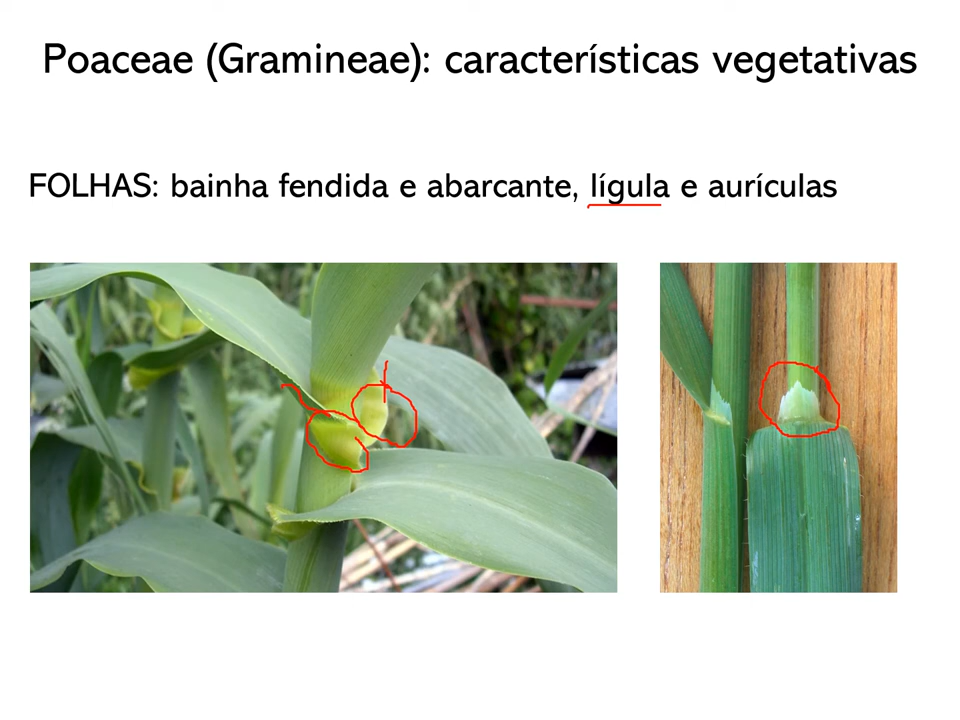 Poaceae (Gramineae): características vegetativas
FOLHAS: bainha fendida e abarcante, lígula e aurículas